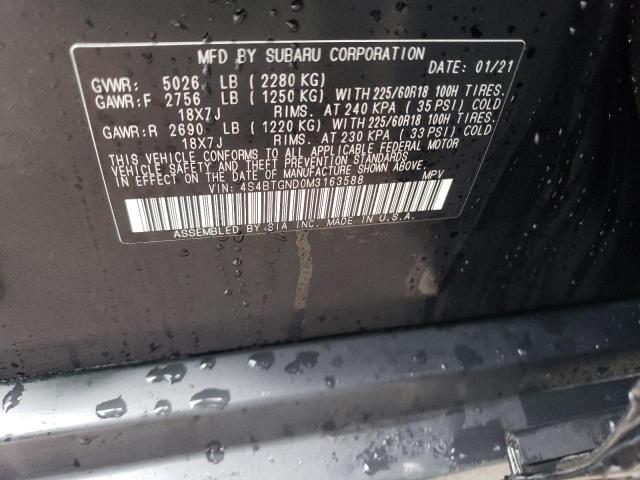 MFD BY SUBARU CORPORATION
DATE: 01/21
GVWR: 5026 LB ( 2280 KG)
GAWR:F 2756 LB ( 1250 KG) WITH 225/60R18 100H TIRES.
18X7J RIMS. AT 240 KPA ( 35 PSI) COLD
GAWR:R 2690 LB ( 1220 KG) WITH 225/60R18 100H TIRES.
18X7J RIMS. AT 230 KPA ( 33 PSI) COLD
THIS VEHICLE CONFORMS TO ALL APPLICABLE FEDERAL MOTOR
VEHICLE SAFETY AND THEFT PREVENTION STANDARDS
IN EFFECT ON THE DATE OF MANUFACTURE SHOWN ABOVE.
VIN: 4S4BTGND0M3163588 MPV
ASSEMBLED BY SIA INC. MADE IN U.S.A.